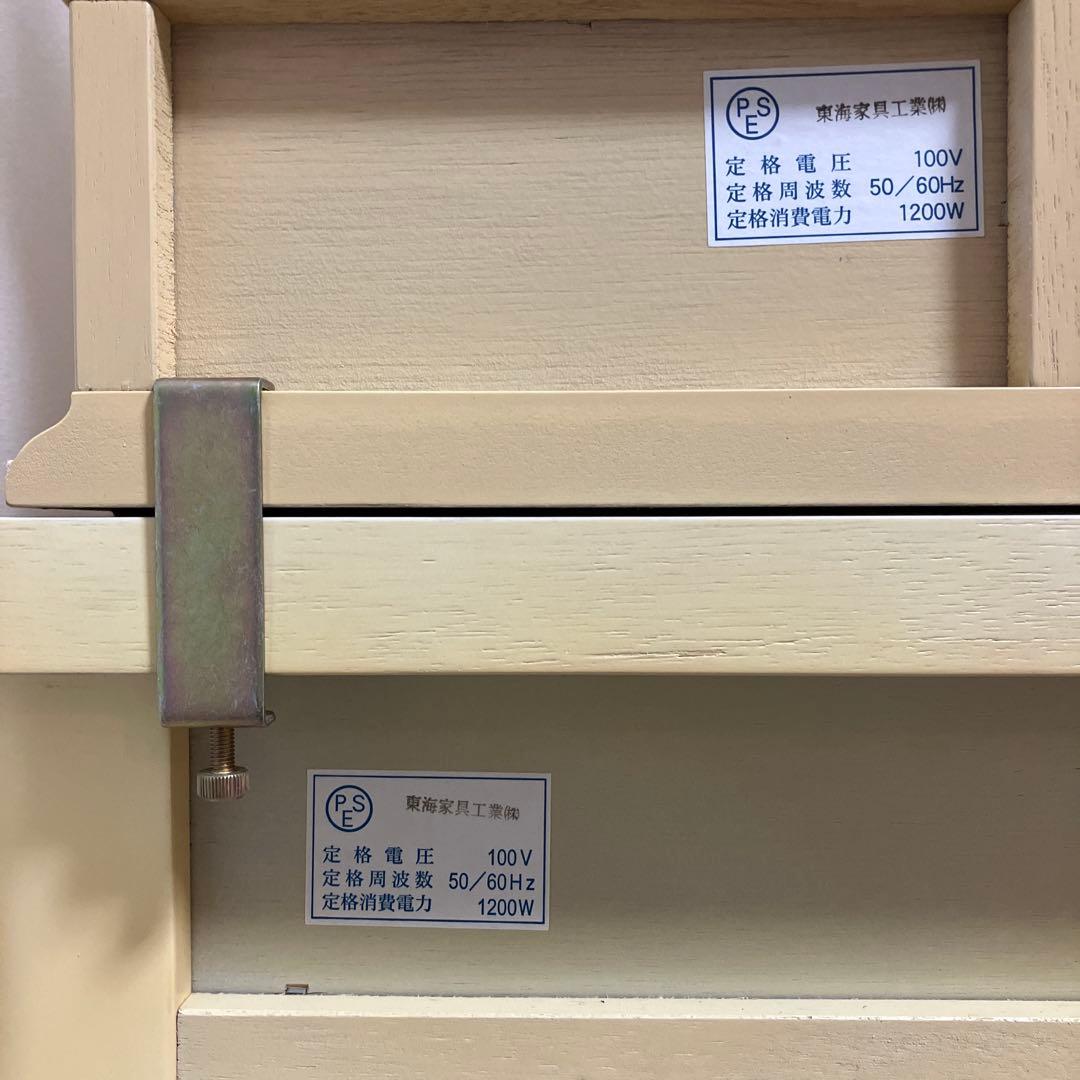 PSE 東海家具工業㈱
定格電圧 100V
定格周波数 50／60Hz
定格消費電力 1200W
PSE 東海家具工業㈱
定格電圧 100V
定格周波数 50／60Hz
定格消費電力 1200W